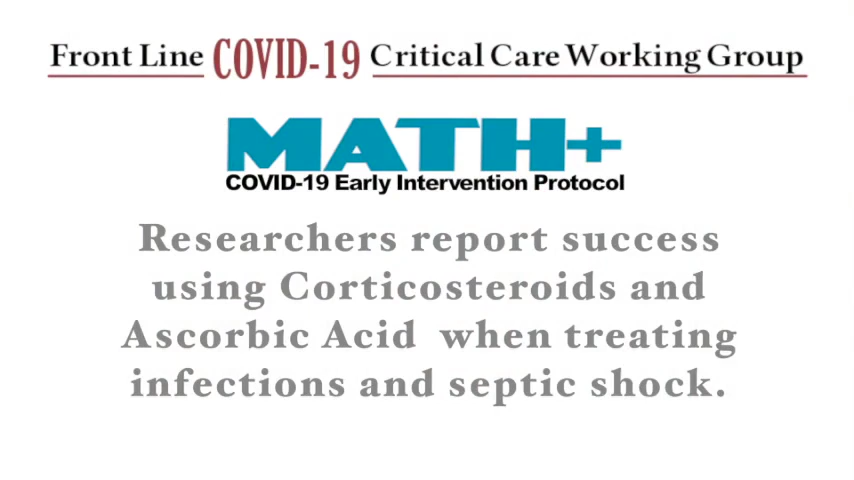 Front Line COVID-19 Critical Care Working Group
MATH+
COVID-19 Early Intervention Protocol
Researchers report success
using Corticosteroids and
Ascorbic Acid when treating
infections and septic shock.